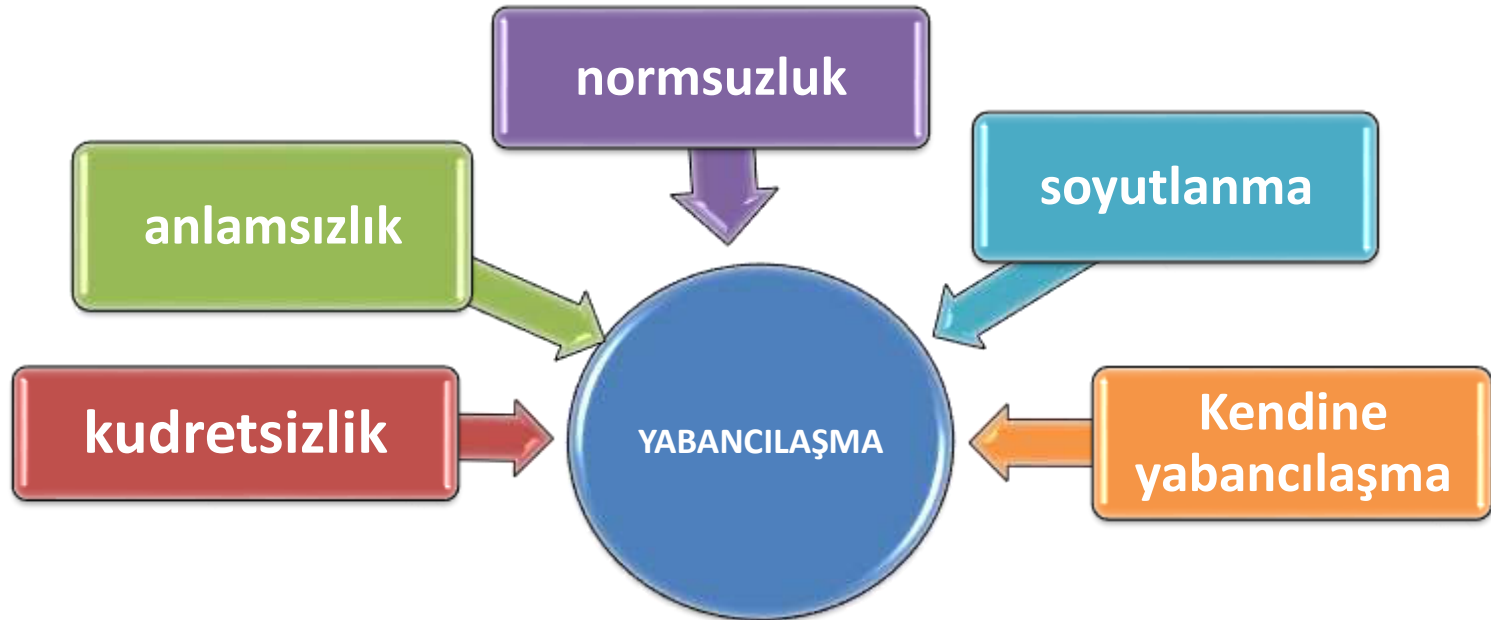 normsuzluk
anlamsızlık
soyutlanma
kudretsizlik
YABANCILAŞMA
Kendine
yabancılaşma